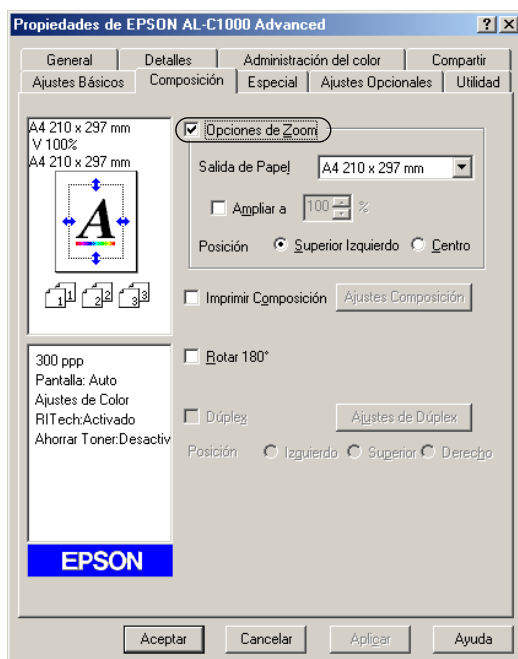 Propiedades de EPSON AL-C1000 Advanced
General Detalles Administración del color Compartir
Ajustes Básicos Composición Especial Ajustes Opcionales Utilidad
A4 210 x 297 mm
V 100%
A4 210 x 297 mm
A
1 1 2 2 3 3
Opciones de Zoom
Salida de Papel A4 210 x 297 mm
Ampliar a 100 %
Posición Superior Izquierdo Centro
Imprimir Composición Ajustes Composición
Rotar 180°
Dúplex Ajustes de Dúplex
Posición Izquierdo Superior Derecho
300 ppp
Pantalla: Auto
Ajustes de Color
RITech:Activado
Ahorrar Toner:Desactiv
EPSON
Aceptar Cancelar Aplicar Ayuda